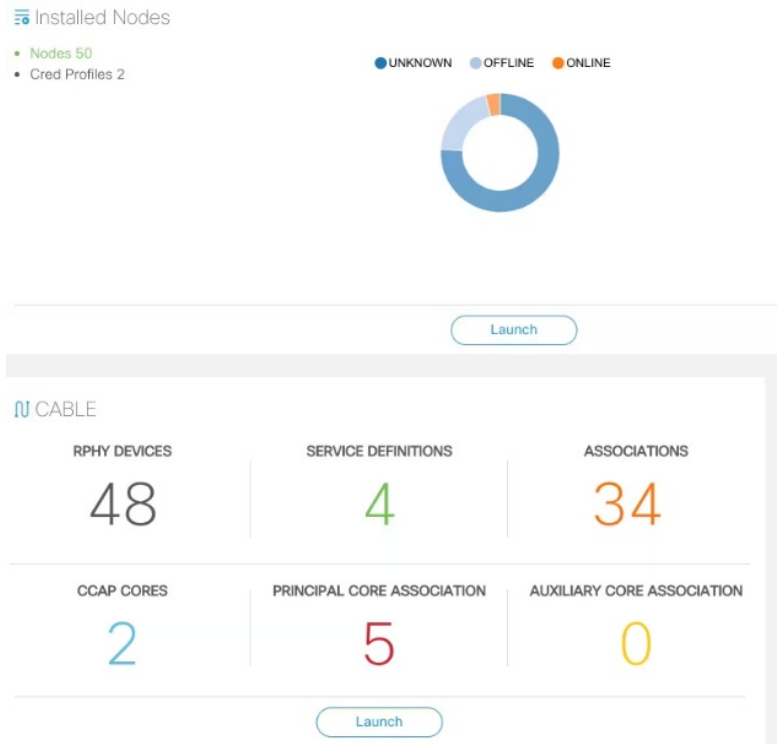 Installed Nodes
Nodes 50
Cred Profiles 2
UNKNOWN OFFLINE ONLINE
Launch
CABLE
RPHY DEVICES SERVICE DEFINITIONS ASSOCIATIONS
48 4 34
CCAP CORES PRINCIPAL CORE ASSOCIATION AUXILIARY CORE ASSOCIATION
2 5 0
Launch